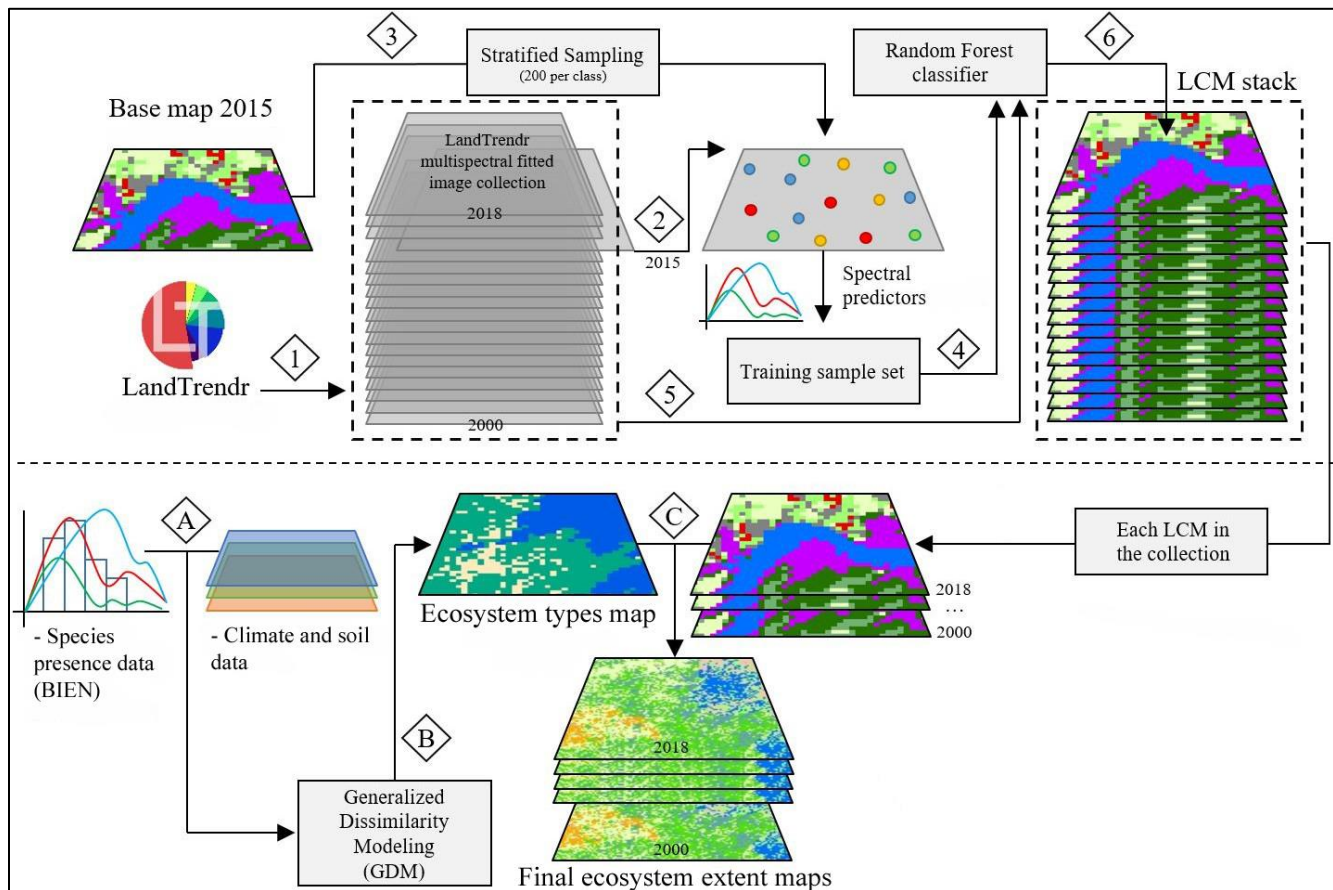 3
Stratified Sampling
(200 per class)
Random Forest
classifier
6
LCM stack
Base map 2015
LandTrendr
multispectral fitted
image collection
2018
2
2015
Spectral
predictors
LT
LandTrendr
1
Training sample set
4
5
2000
A
- Species
presence data
(BIEN)
- Climate and soil
data
B
Generalized
Dissimilarity
Modeling
(GDM)
Ecosystem types map
C
2018
...
2000
Each LCM in
the collection
2018
2000
Final ecosystem extent maps